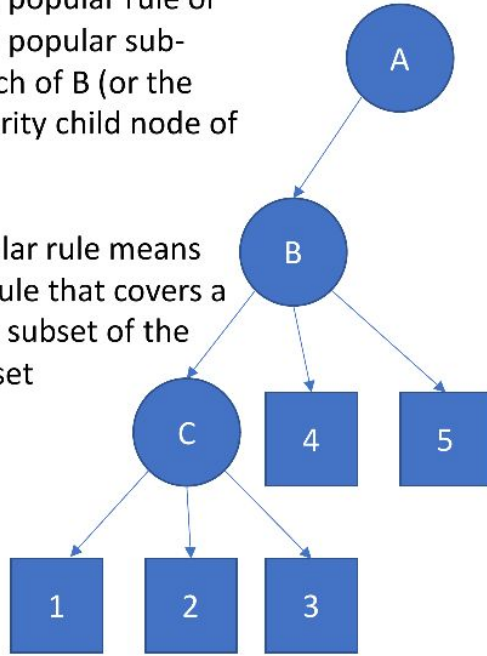 popular rule of
popular sub-
ch of B (or the
rity child node of
lar rule means
ule that covers a
subset of the
set
A
B
C
4
5
1
2
3